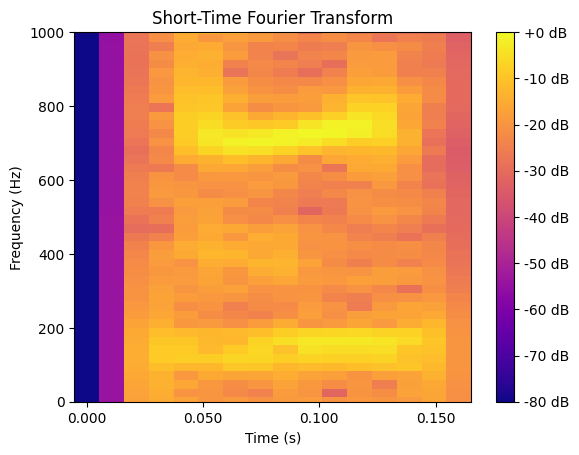 Short-Time Fourier Transform
1000
800
600
400
200
0
Frequency (Hz)
0.000
0.050
0.100
0.150
Time (s)
+0 dB
-10 dB
-20 dB
-30 dB
-40 dB
-50 dB
-60 dB
-70 dB
-80 dB